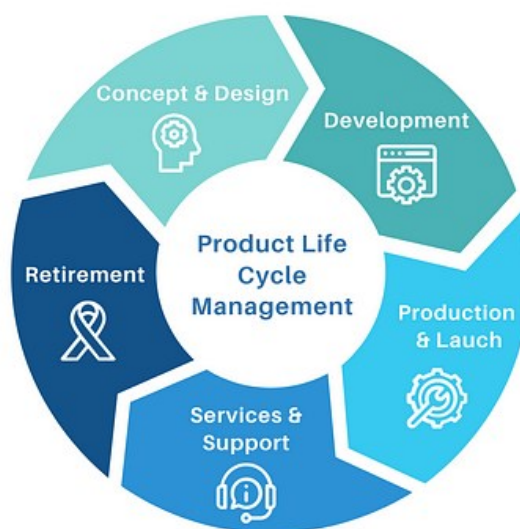 Concept & Design
Development
Product Life
Cycle
Management
Retirement
Production
& Lauch
Services &
Support